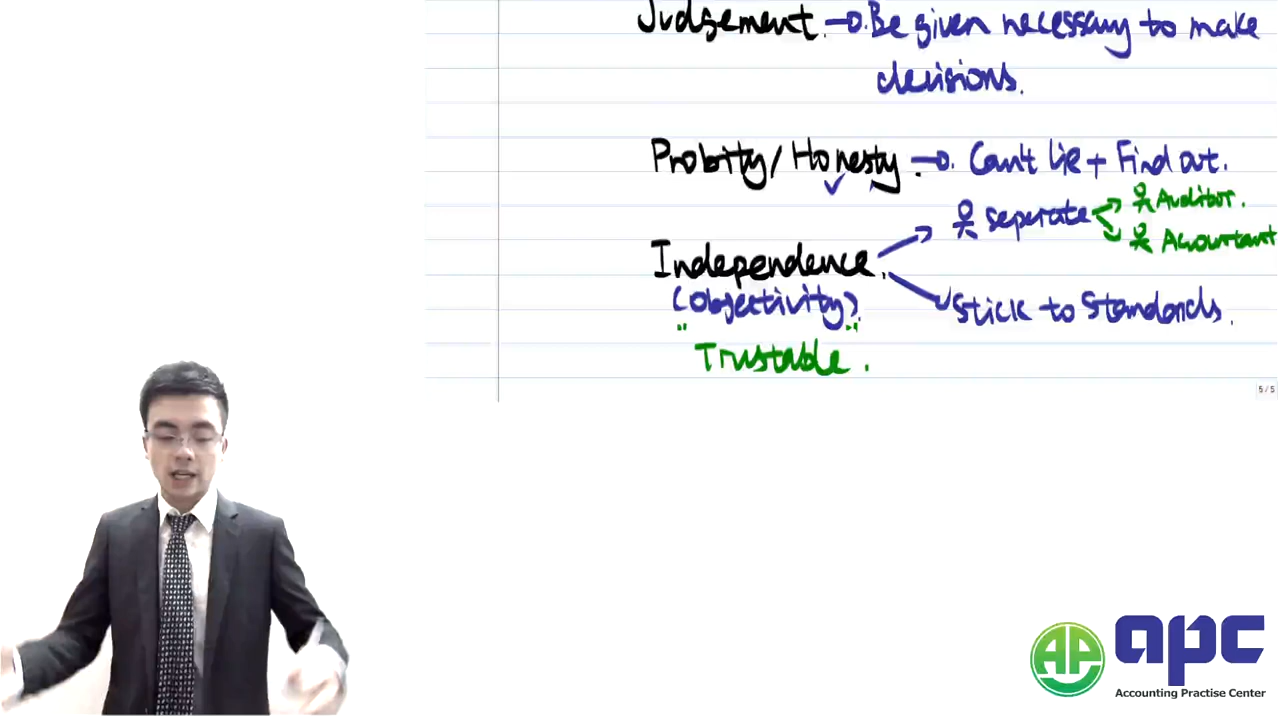 Judgement. Be given necessary to make
decisions.
Probity / Honesty. Can't lie + Find out.
separate
Auditor.
Accountant
Independence.
(Objectivity).
stick to standards.
"Trustable".
5 / 5
AP
apc
Accounting Practise Center